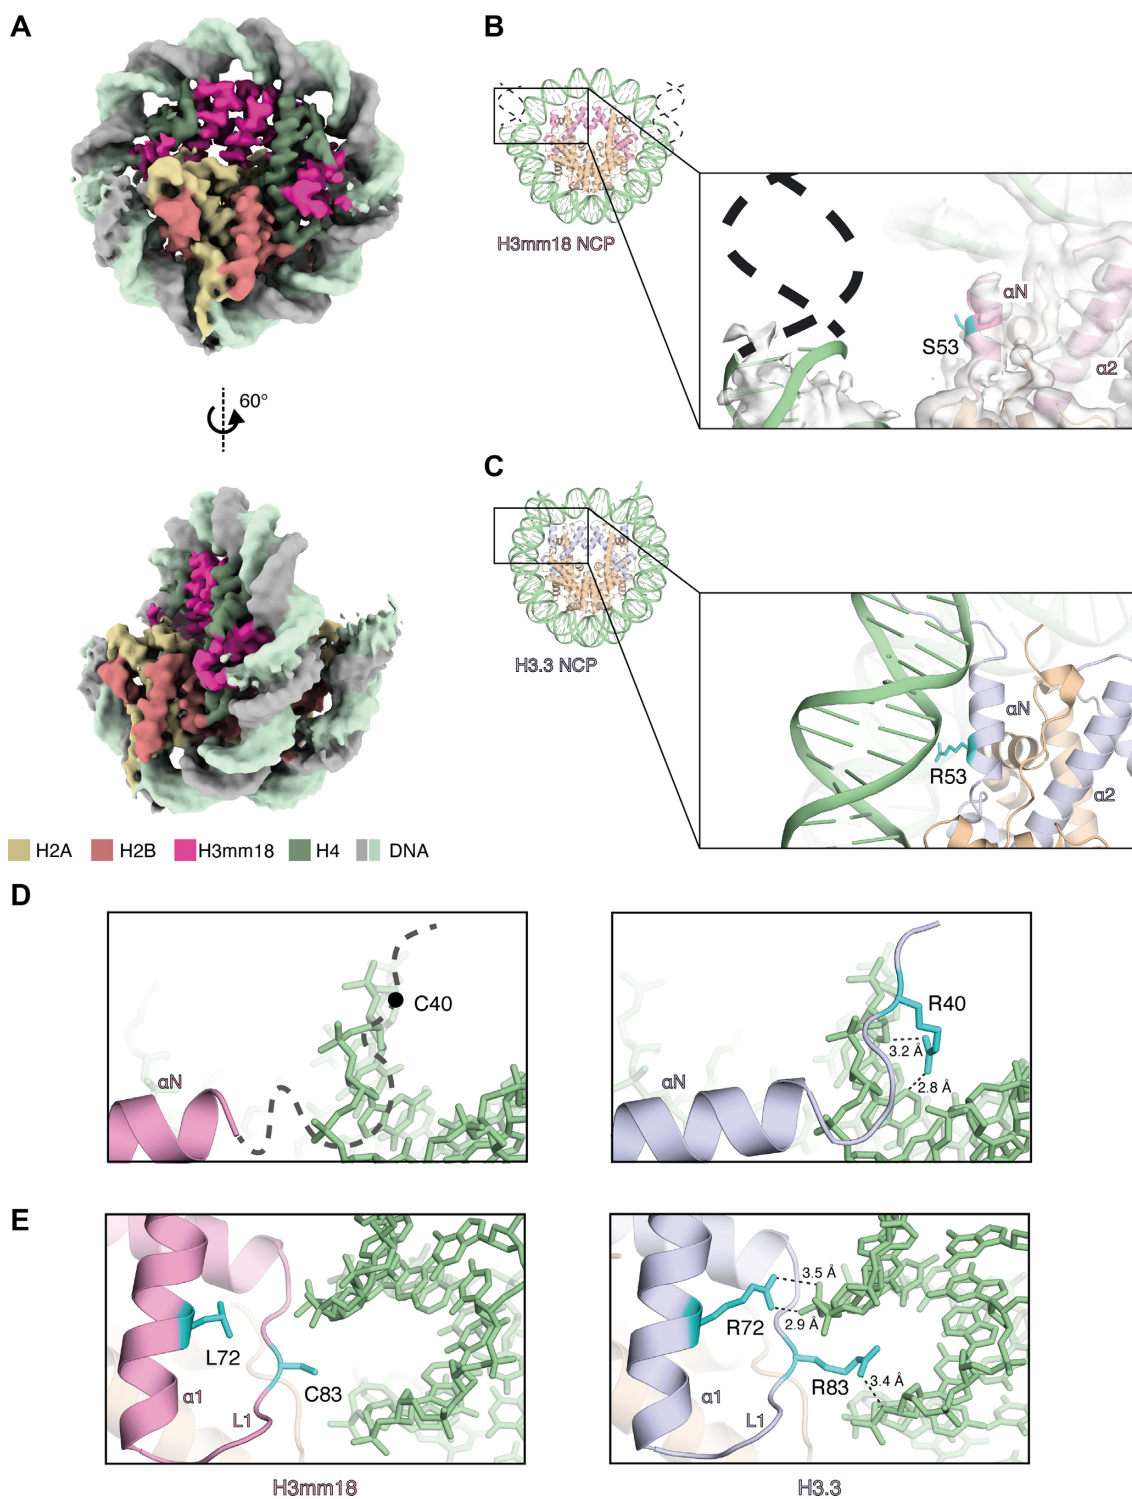 A
B
60°
H3mm18 NCP
αN
S53
α2
C
H3.3 NCP
αN
R53
α2
H2A H2B H3mm18 H4 DNA
D
C40
αN
R40
3.2 Å
2.8 Å
αN
E
L72
C83
α1
L1
H3mm18
3.5 Å
2.9 Å
R72
R83
3.4 Å
α1
L1
H3.3